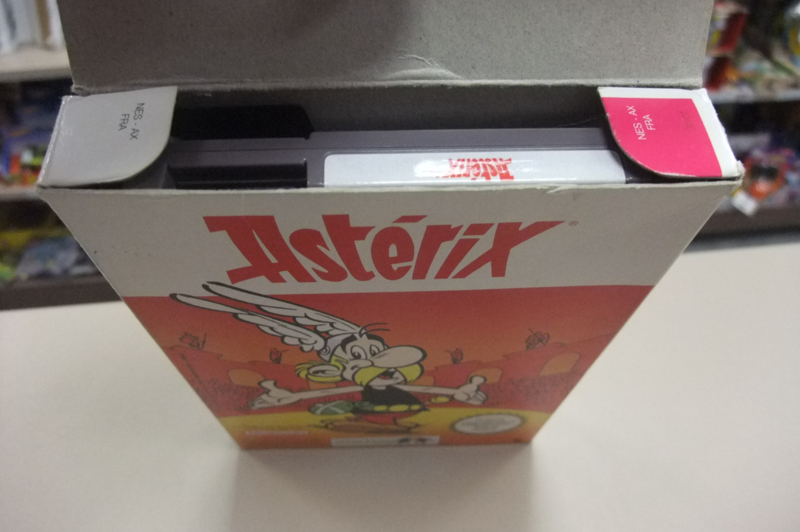 NES - AX
FRA
NES - AX
FRA
Astérix
Astérix®